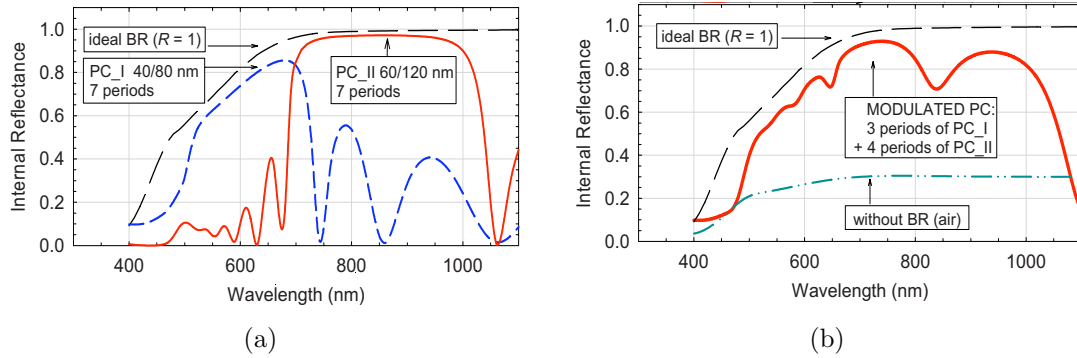 1.0
0.8
0.6
0.4
0.2
0.0
Internal Reflectance
ideal BR (R = 1)
PC_I 40/80 nm
7 periods
PC_II 60/120 nm
7 periods
400 600 800 1000
Wavelength (nm)
(a)
1.0
0.8
0.6
0.4
0.2
0.0
Internal Reflectance
ideal BR (R = 1)
MODULATED PC:
3 periods of PC_I
+ 4 periods of PC_II
without BR (air)
400 600 800 1000
Wavelength (nm)
(b)